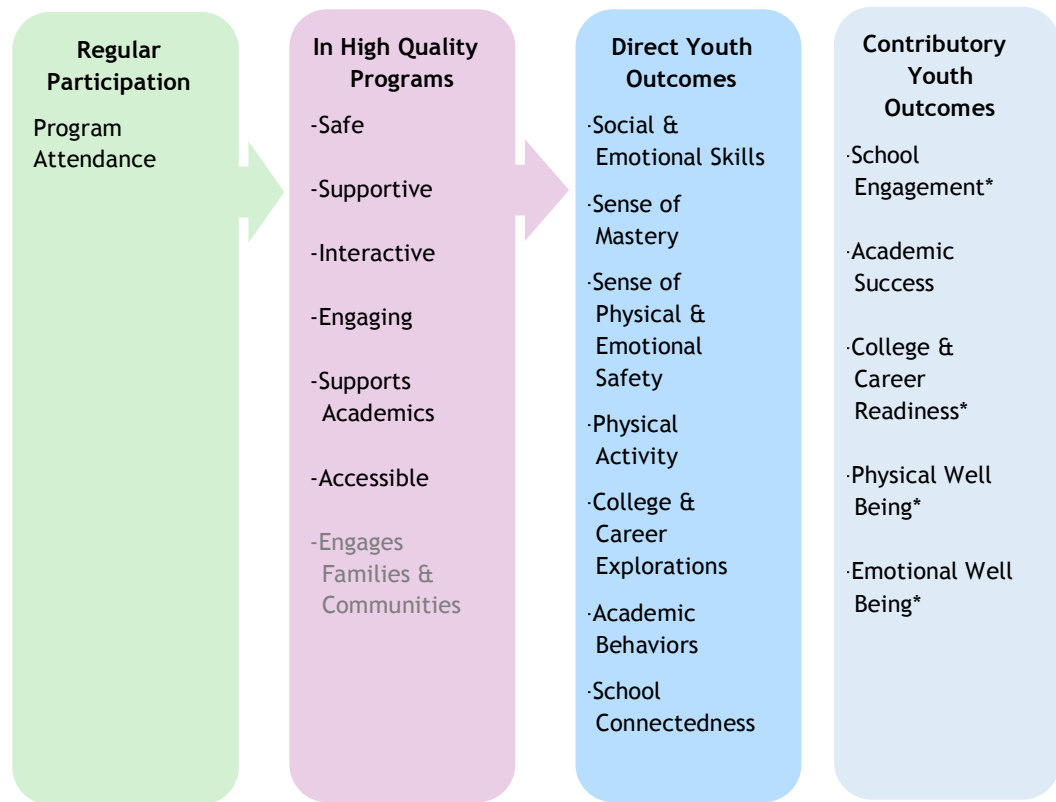 Regular
Participation
Program
Attendance
In High Quality
Programs
-Safe
-Supportive
-Interactive
-Engaging
-Supports
Academics
-Accessible
-Engages
Families &
Communities
Direct Youth
Outcomes
·Social &
Emotional Skills
·Sense of
Mastery
·Sense of
Physical &
Emotional
Safety
·Physical
Activity
·College &
Career
Explorations
·Academic
Behaviors
·School
Connectedness
Contributory
Youth
Outcomes
·School
Engagement*
·Academic
Success
·College &
Career
Readiness*
·Physical Well
Being*
·Emotional Well
Being*